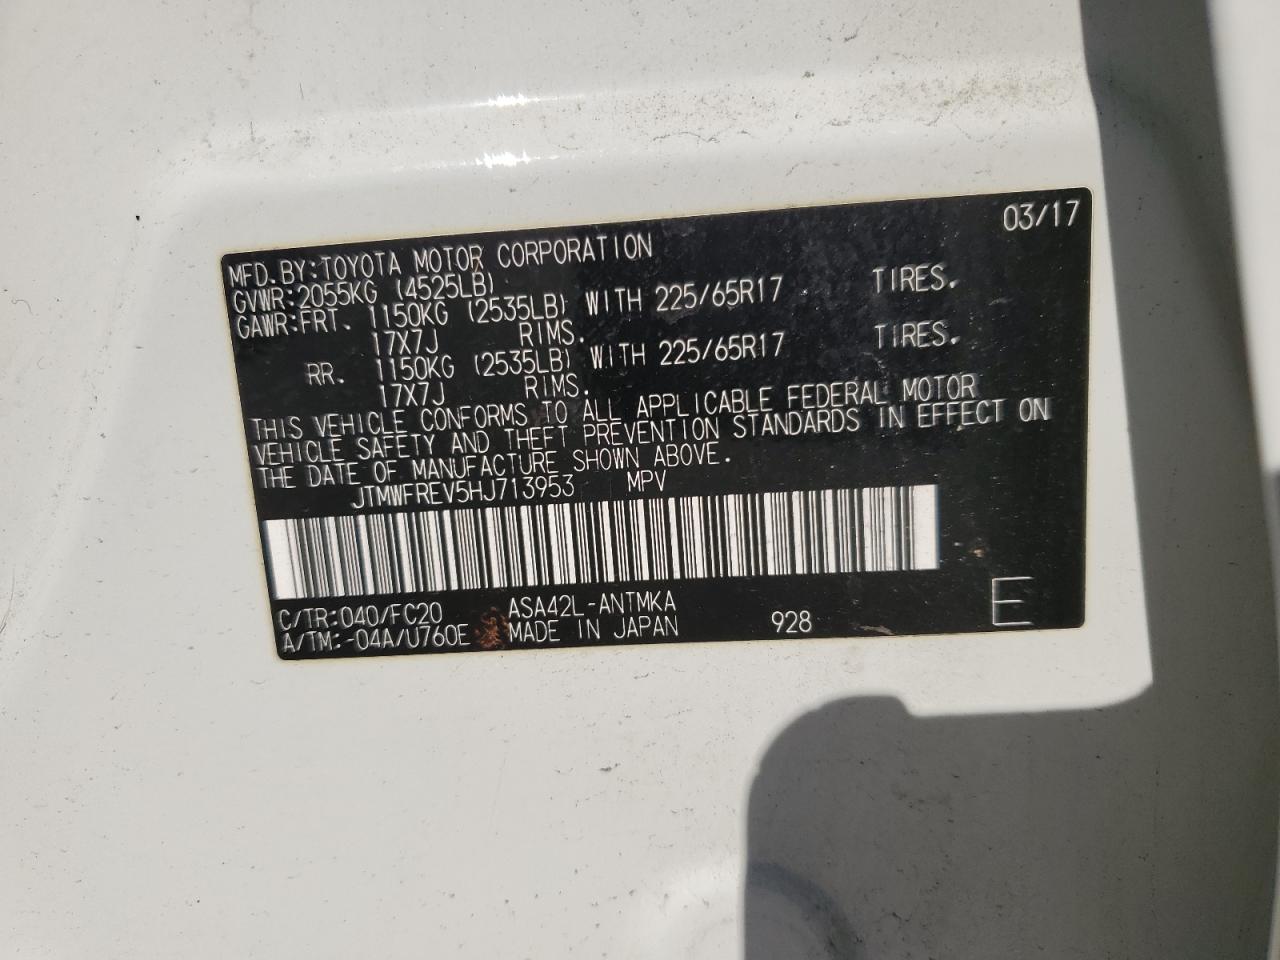 03/17
MFD.BY:TOYOTA MOTOR CORPORATION
GVWR:2055KG (4525LB)
GAWR:FRT. 1150KG (2535LB) WITH 225/65R17 TIRES.
17X7J RIMS.
RR. 1150KG (2535LB) WITH 225/65R17 TIRES.
17X7J RIMS.
THIS VEHICLE CONFORMS TO ALL APPLICABLE FEDERAL MOTOR
VEHICLE SAFETY AND THEFT PREVENTION STANDARDS IN EFFECT ON
THE DATE OF MANUFACTURE SHOWN ABOVE.
JTMWFREV5HJ713953 MPV
C/TR:040/FC20 ASA42L-ANTMKA
A/TM:-04A/U760E MADE IN JAPAN 928 E